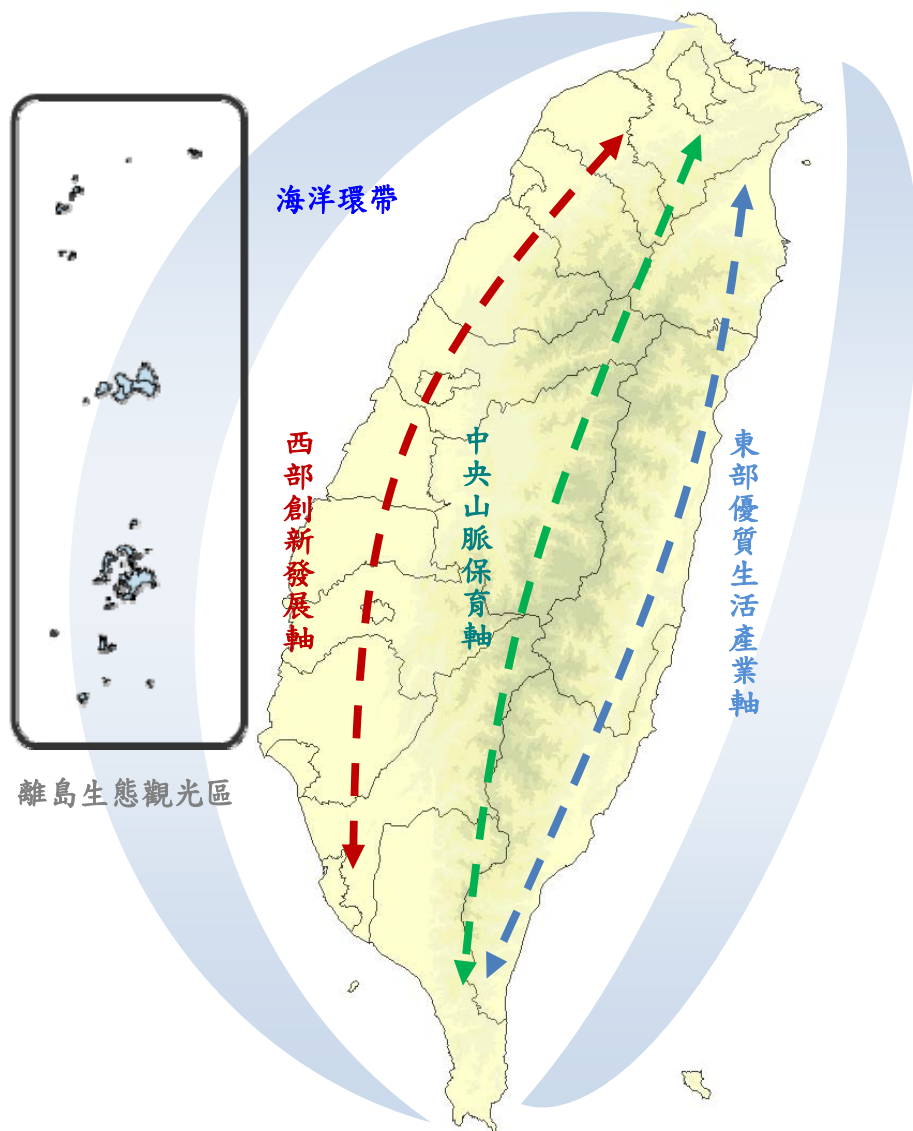 海洋環帶
西部創新發展軸
中央山脈保育軸
東部優質生活產業軸
離島生態觀光區